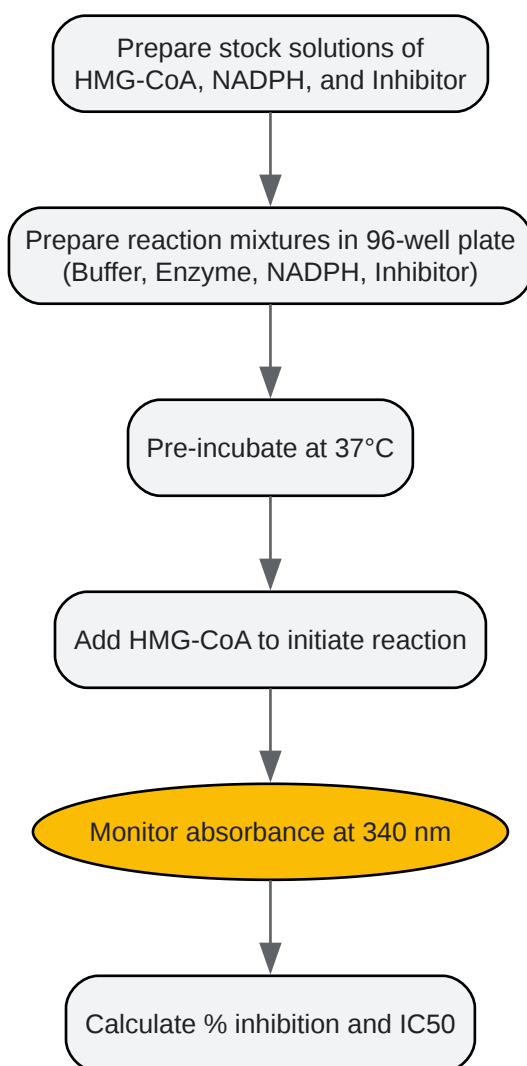 Prepare stock solutions of
HMG-CoA, NADPH, and Inhibitor
Prepare reaction mixtures in 96-well plate
(Buffer, Enzyme, NADPH, Inhibitor)
Pre-incubate at 37°C
Add HMG-CoA to initiate reaction
Monitor absorbance at 340 nm
Calculate % inhibition and IC50